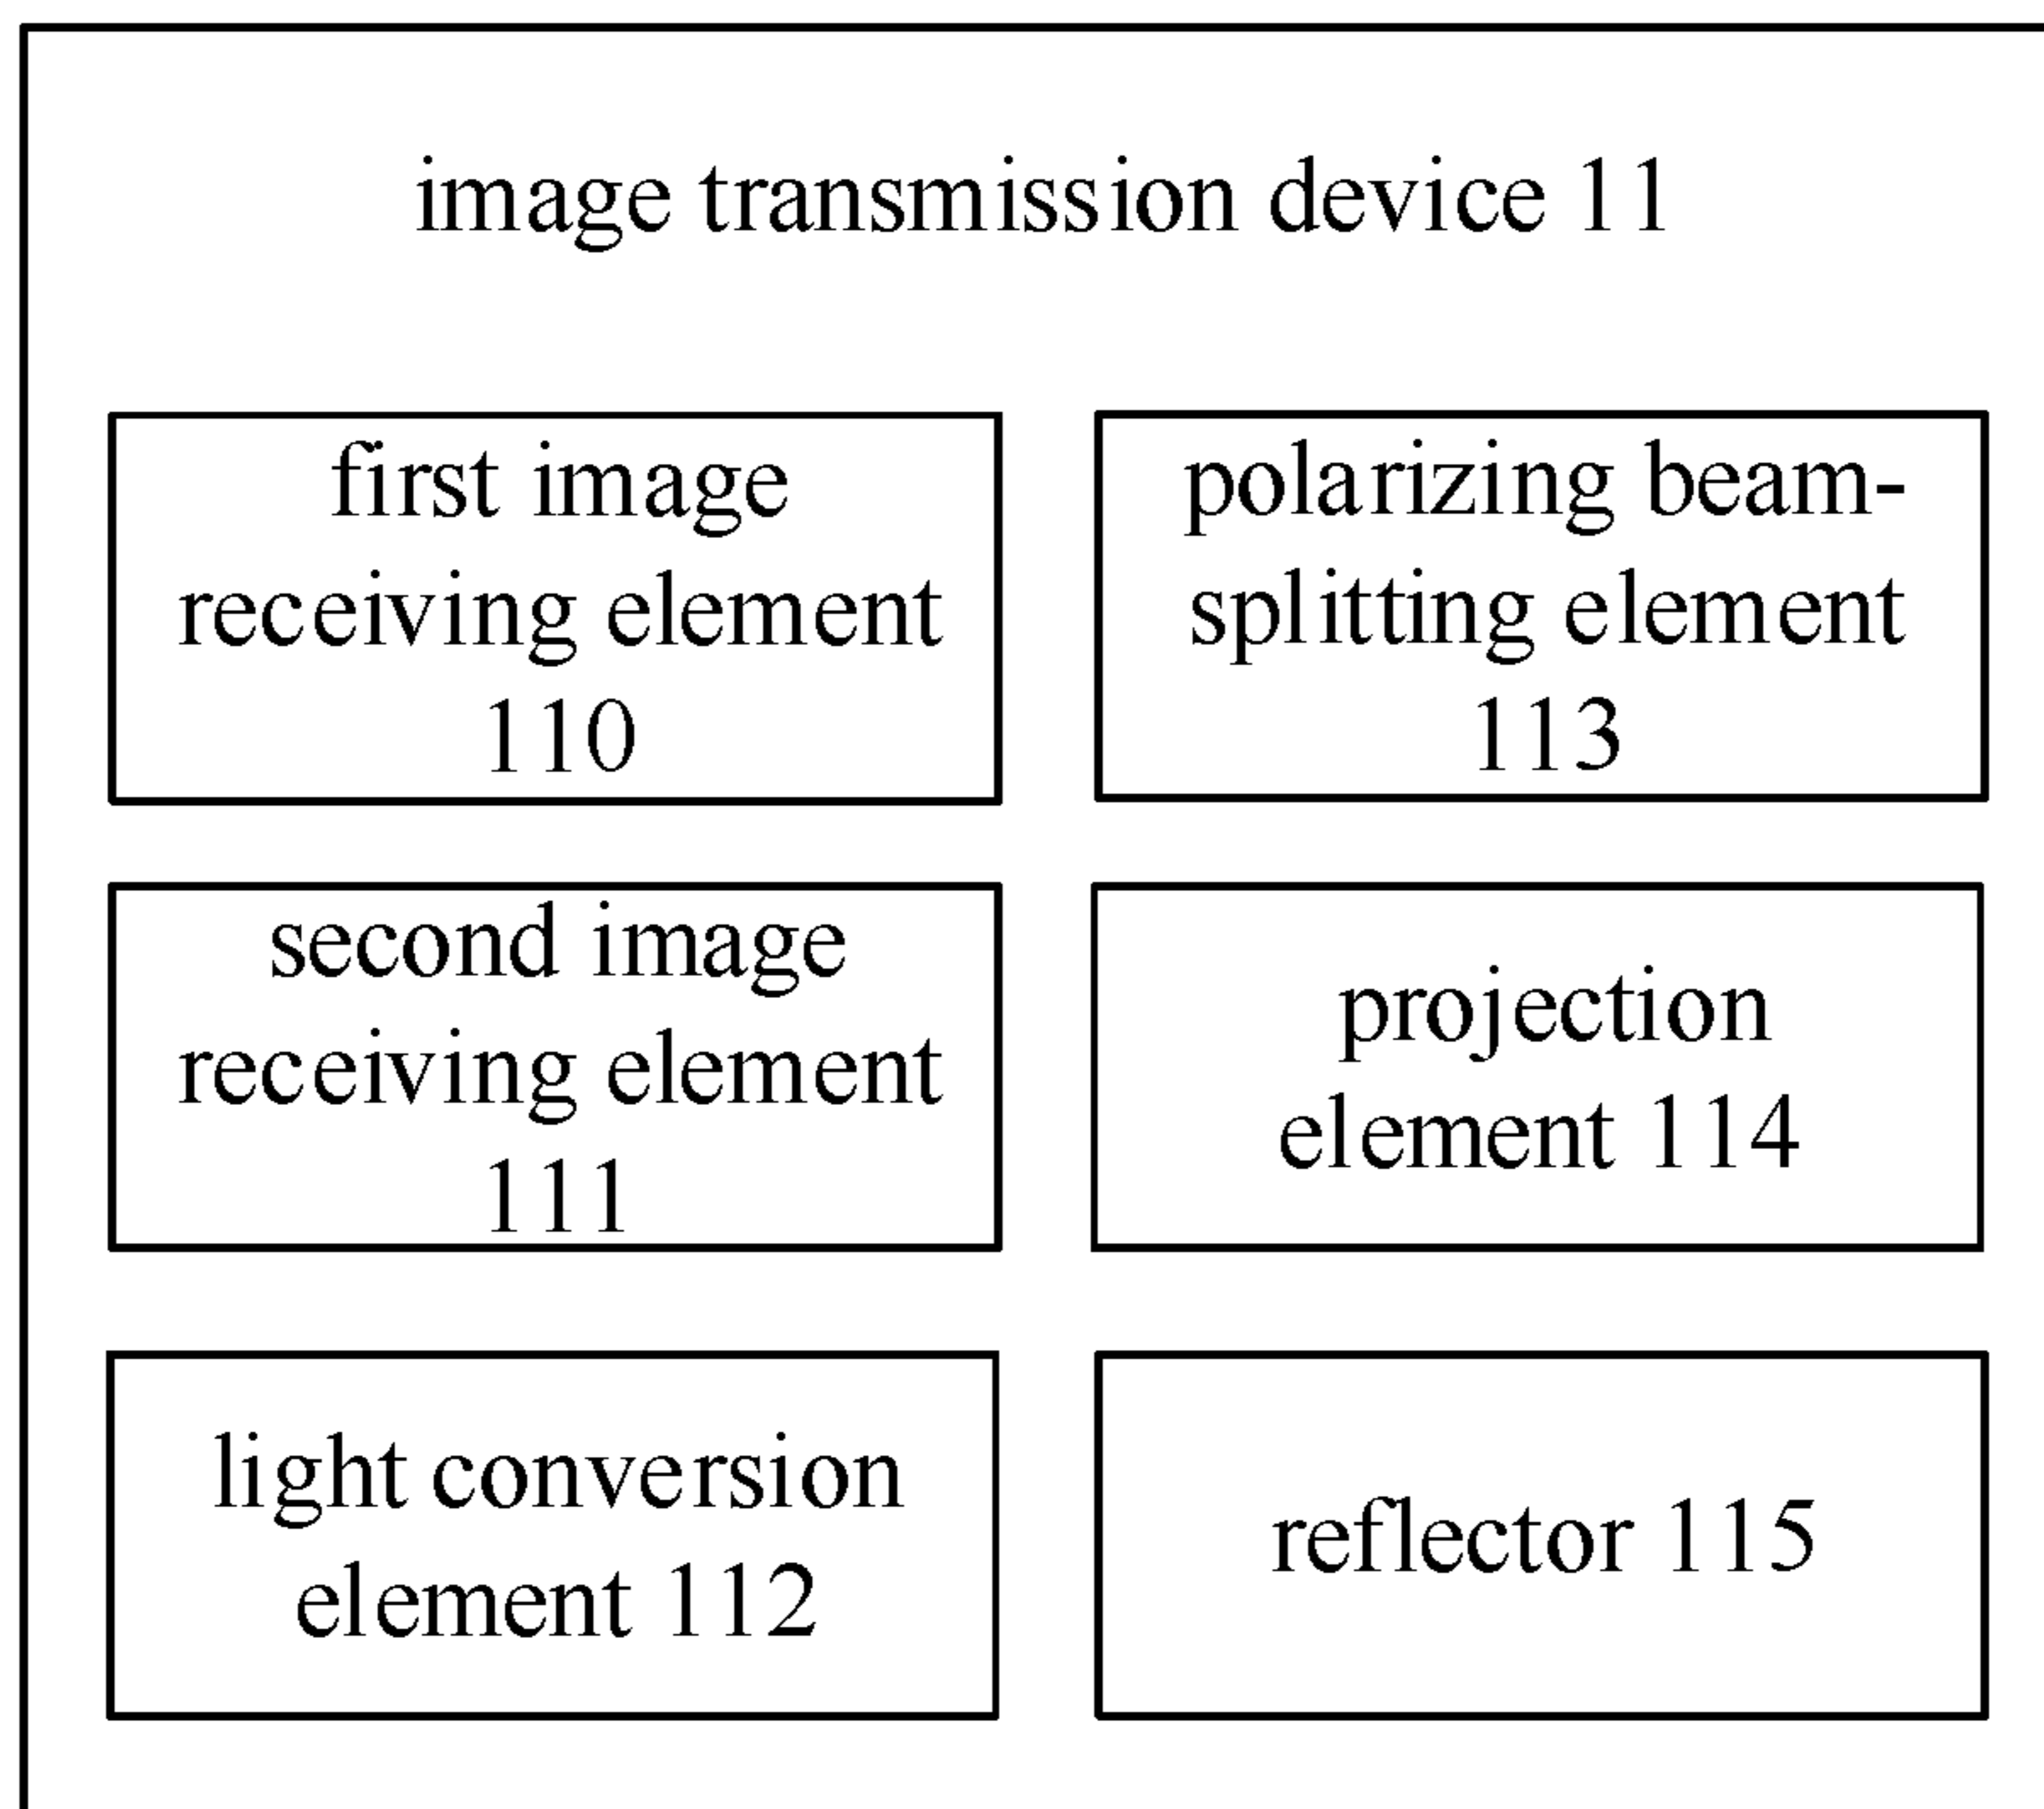 image transmission device 11
first image
receiving element
110
polarizing beam-
splitting element
113
second image
receiving element
111
projection
element 114
light conversion
element 112
reflector 115